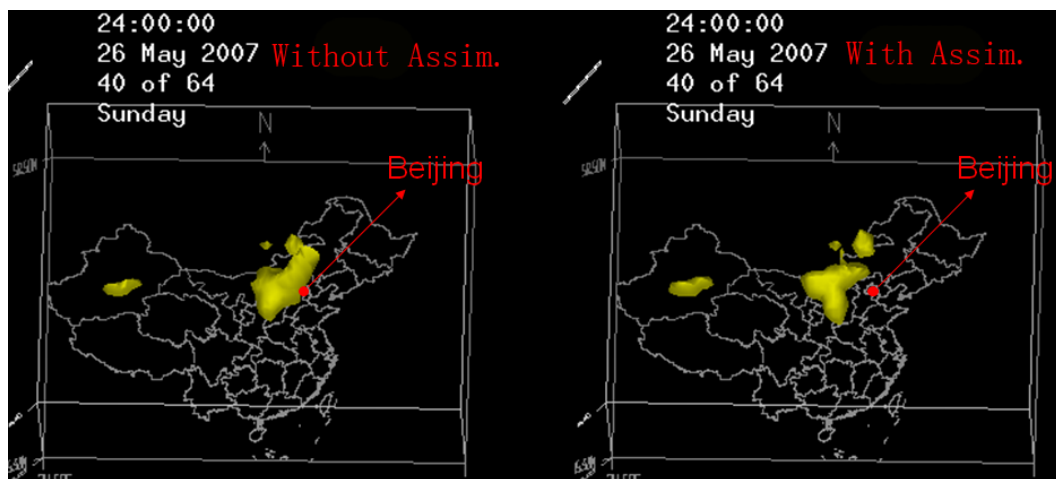 24:00:00
26 May 2007 Without Assim.
40 of 64
Sunday
N
Beijing
24:00:00
26 May 2007 With Assim.
40 of 64
Sunday
N
Beijing